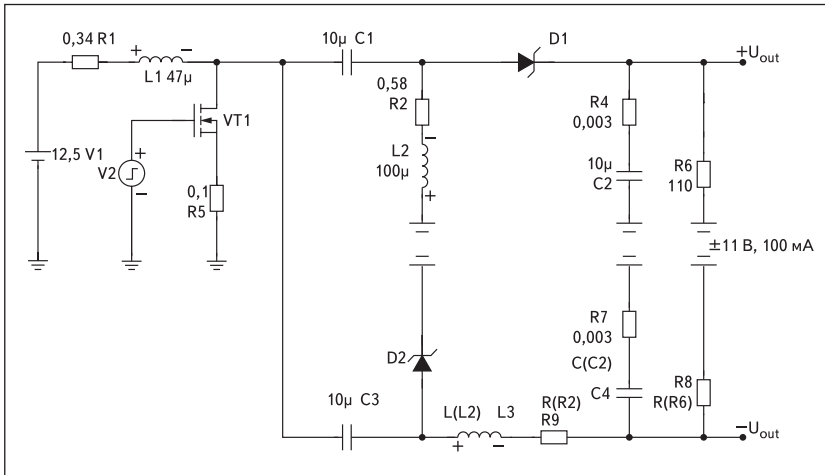 0,34 R1
+
−
L1 47µ
10µ C1
D1
+U_out
0,58
R2
R4
0,003
VT1
−
L2
100µ
+
12,5 V1
V2
+
−
0,1
R5
10µ
C2
R6
110
±11 В, 100 мА
R7
0,003
D2
C(C2)
C4
R8
R(R6)
10µ C3
L(L2) L3
R(R2)
R9
+
−
−U_out